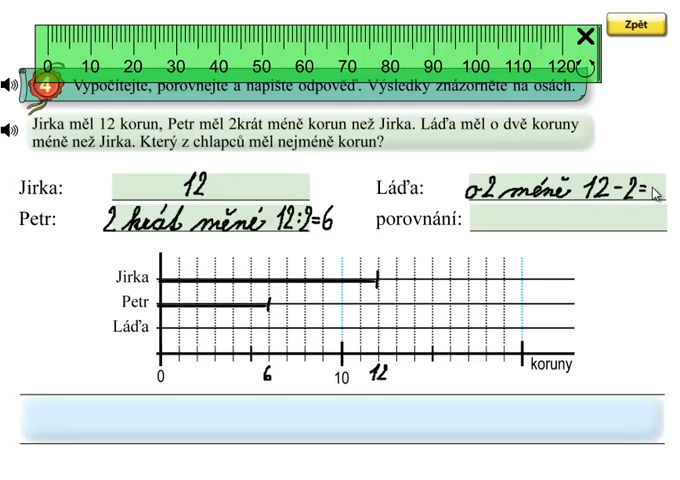 Zpět
0 10 20 30 40 50 60 70 80 90 100 110 120
4 Vypočítejte, porovnejte a napište odpověď. Výsledky znázorněte na osách.
Jirka měl 12 korun, Petr měl 2krát méně korun než Jirka. Láďa měl o dvě koruny
méně než Jirka. Který z chlapců měl nejméně korun?
Jirka: 12
Láďa: o 2 méně 12-2=
Petr: 2 krát méně 12:2=6
porovnání:
Jirka
Petr
Láďa
0 6 10 12 koruny